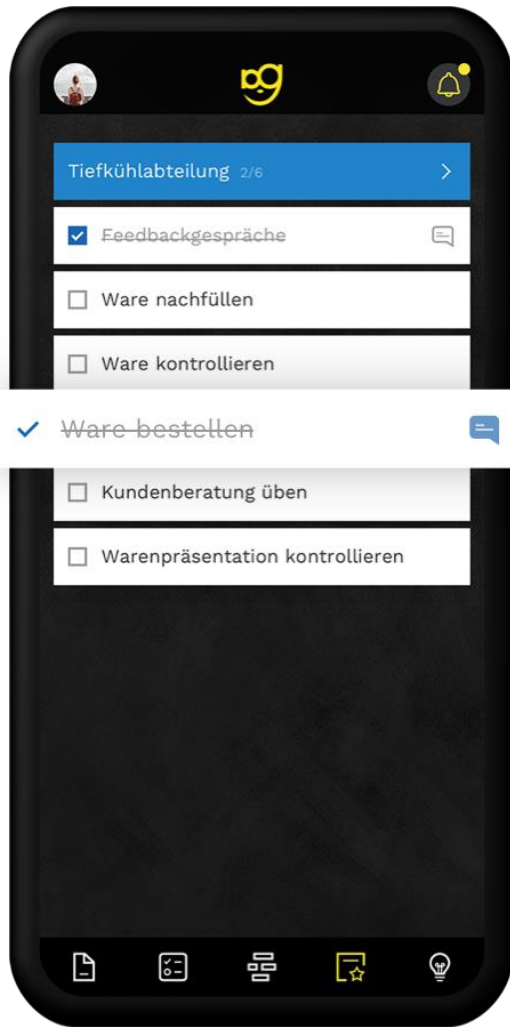 Tiefkühlabteilung 2/6
Feedbackgespräche
Ware nachfüllen
Ware kontrollieren
Ware bestellen
Kundenberatung üben
Warenpräsentation kontrollieren